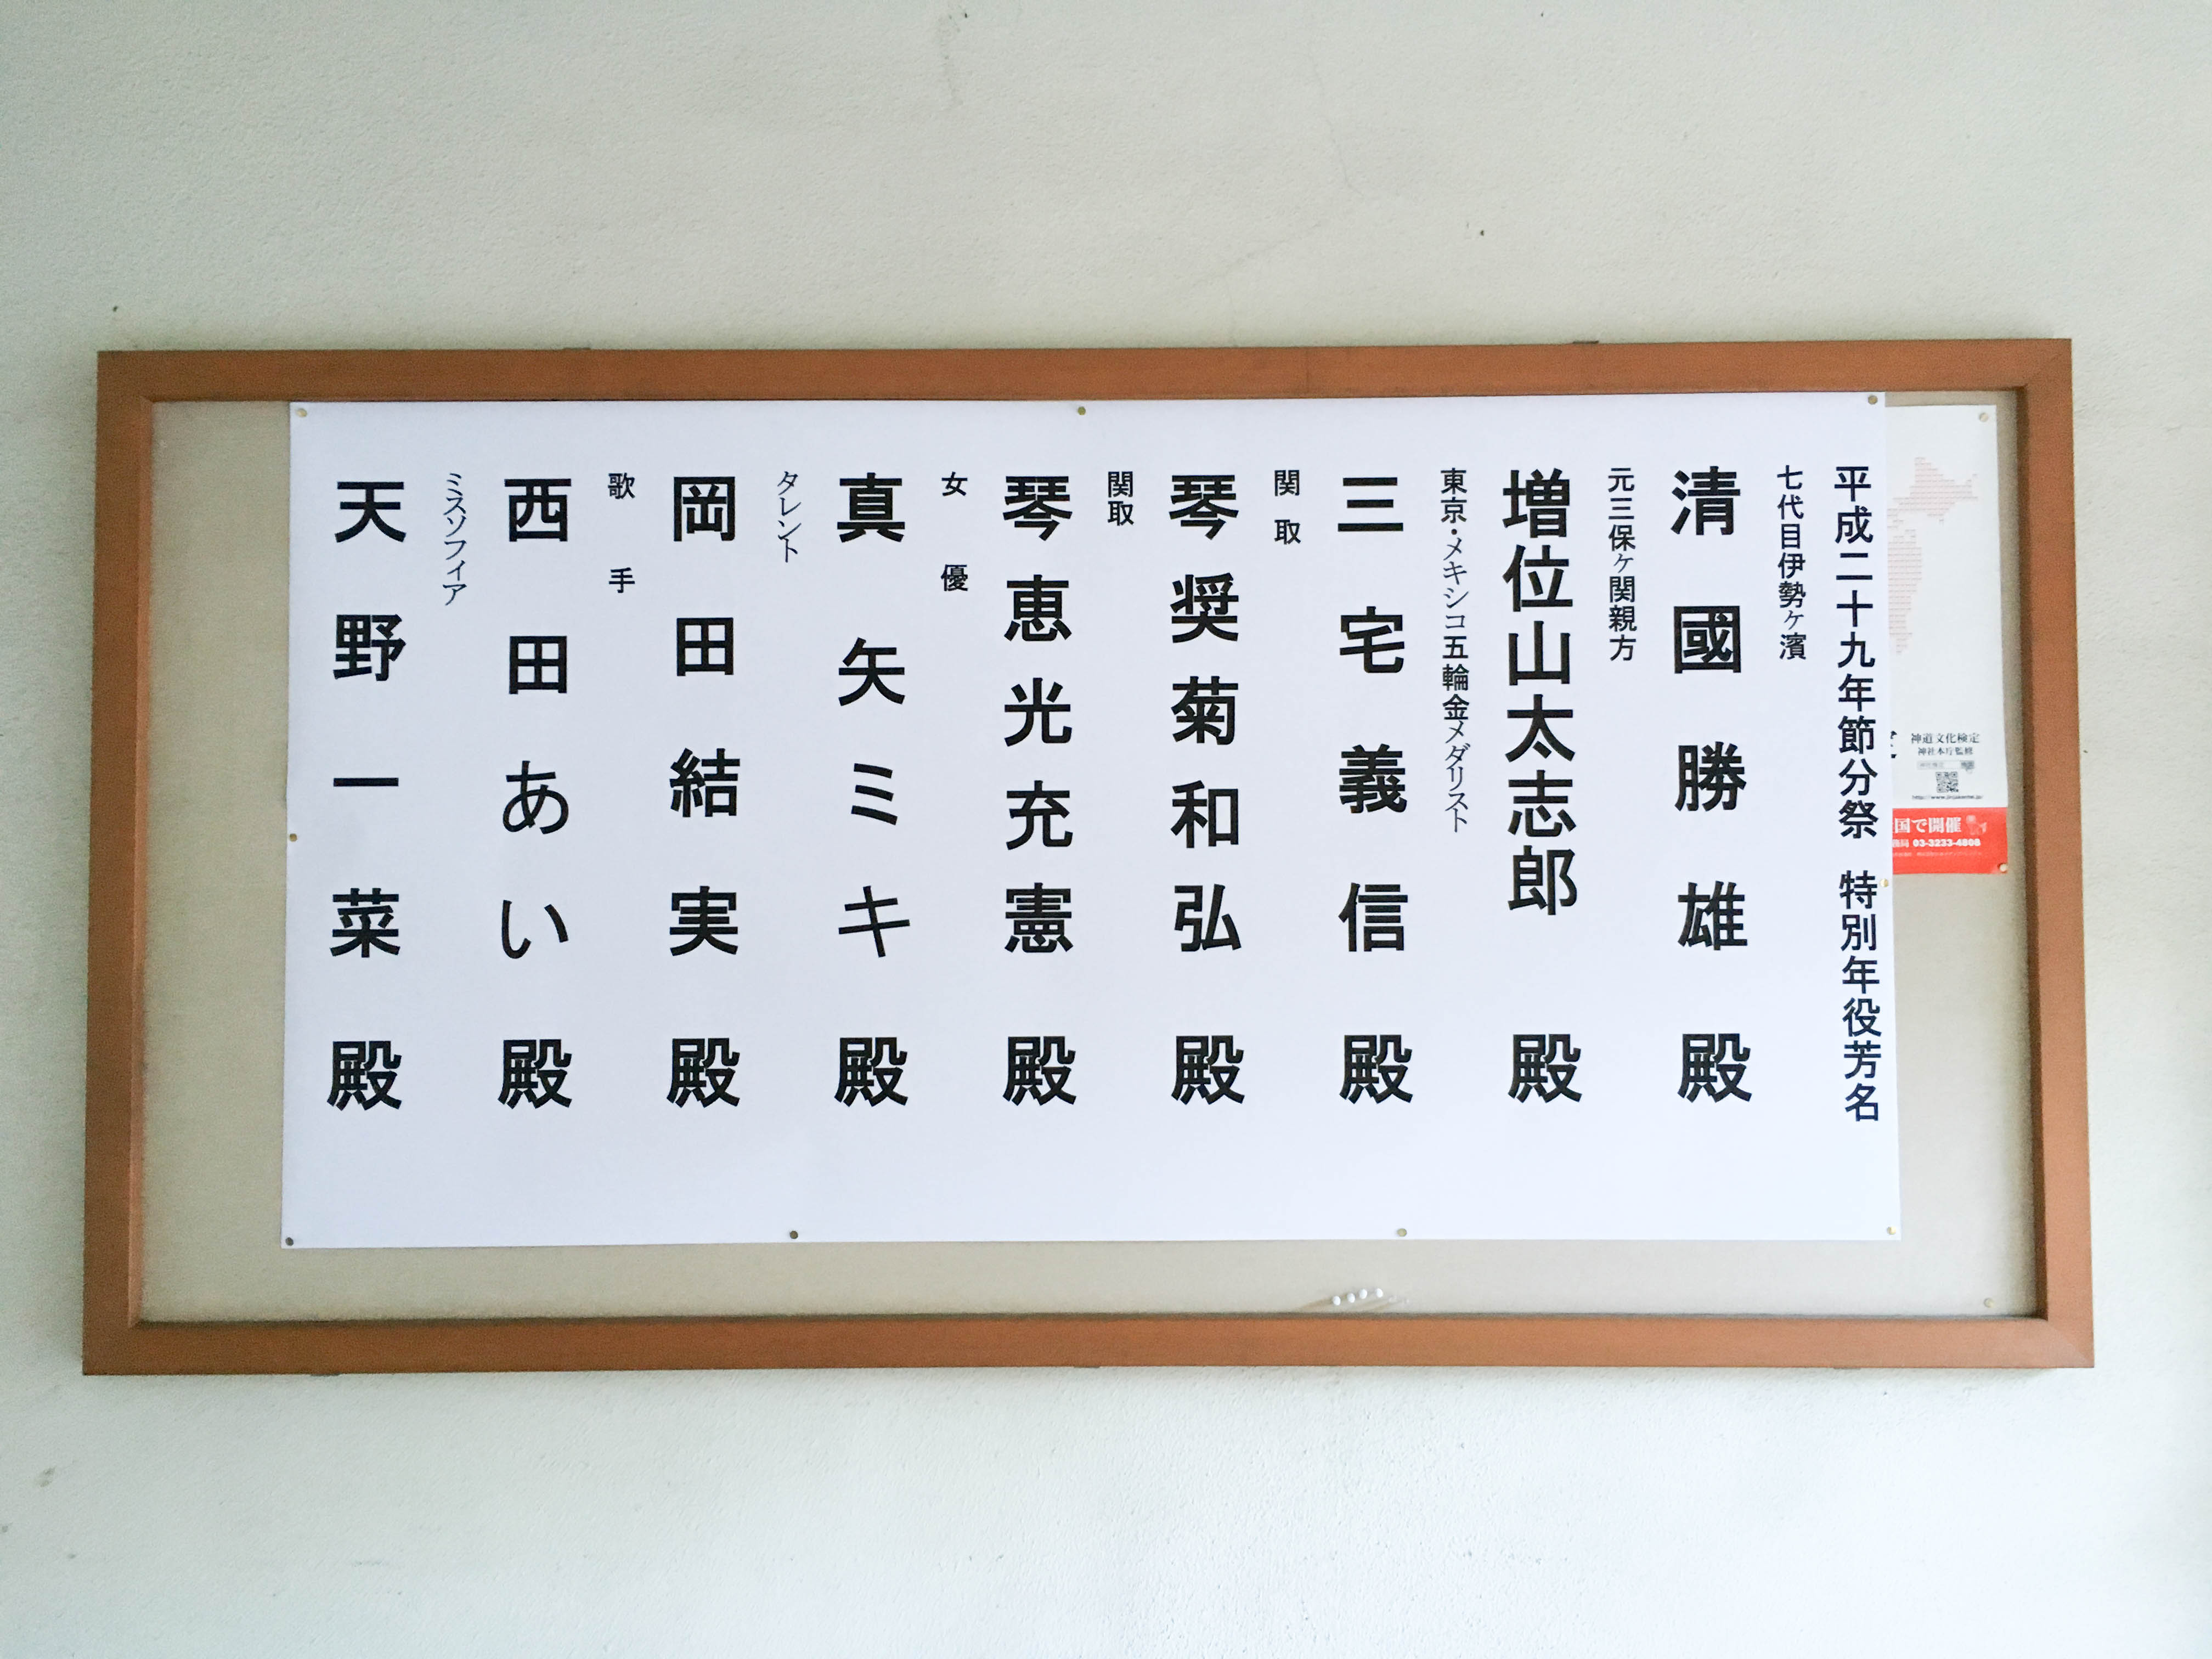 平成二十九年節分祭　特別年役芳名
七代目伊勢ヶ濱
清國勝雄　殿
元三保ヶ関親方
増位山太志郎　殿
東京・メキシコ五輪金メダリスト
三宅義信　殿
関取
琴奨菊和弘　殿
関取
琴恵光充憲　殿
女優
真矢ミキ　殿
タレント
岡田結実　殿
歌手
西田あい　殿
ミスソフィア
天野一菜　殿
神道文化検定
神社本庁監修
国で開催
局 03-3233-4808